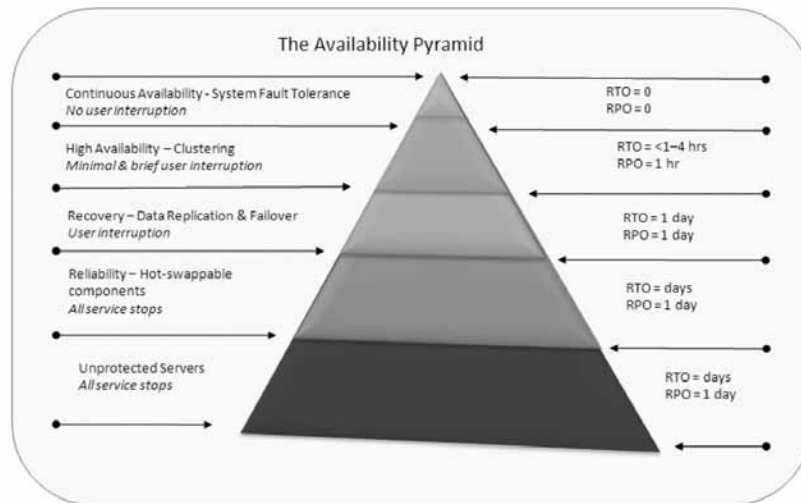 The Availability Pyramid
Continuous Availability - System Fault Tolerance
No user interruption
RTO = 0
RPO = 0
High Availability – Clustering
Minimal & brief user interruption
RTO = <1–4 hrs
RPO = 1 hr
Recovery – Data Replication & Failover
User interruption
RTO = 1 day
RPO = 1 day
Reliability – Hot-swappable
components
All service stops
RTO = days
RPO = 1 day
Unprotected Servers
All service stops
RTO = days
RPO = 1 day